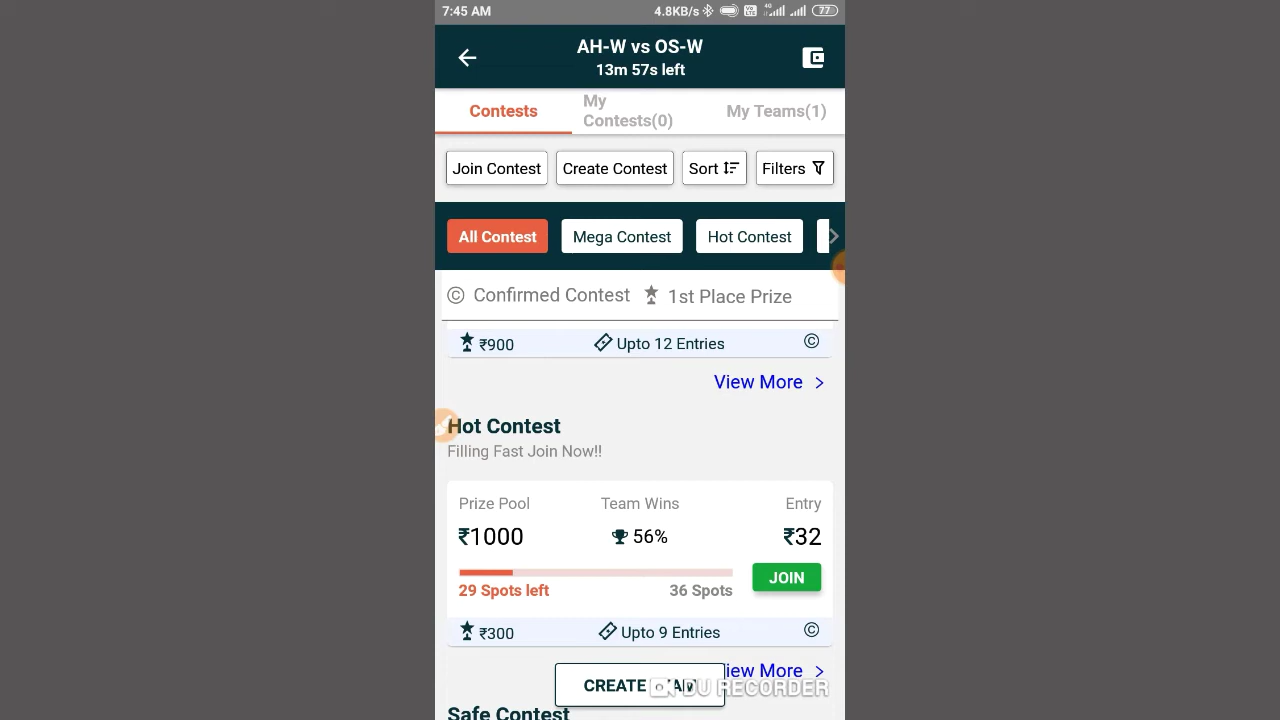 7:45 AM 4.8KB/s 4G 77
AH-W vs OS-W
13m 57s left
Contests
My
Contests(0)
My Teams(1)
Join Contest
Create Contest
Sort
Filters
All Contest
Mega Contest
Hot Contest
© Confirmed Contest
1st Place Prize
₹900
Upto 12 Entries
©
View More >
Hot Contest
Filling Fast Join Now!!
Prize Pool
Team Wins
Entry
₹1000
56%
₹32
29 Spots left
36 Spots
JOIN
₹300
Upto 9 Entries
©
iew More >
CREATE
DU RECORDER
Safe Contest